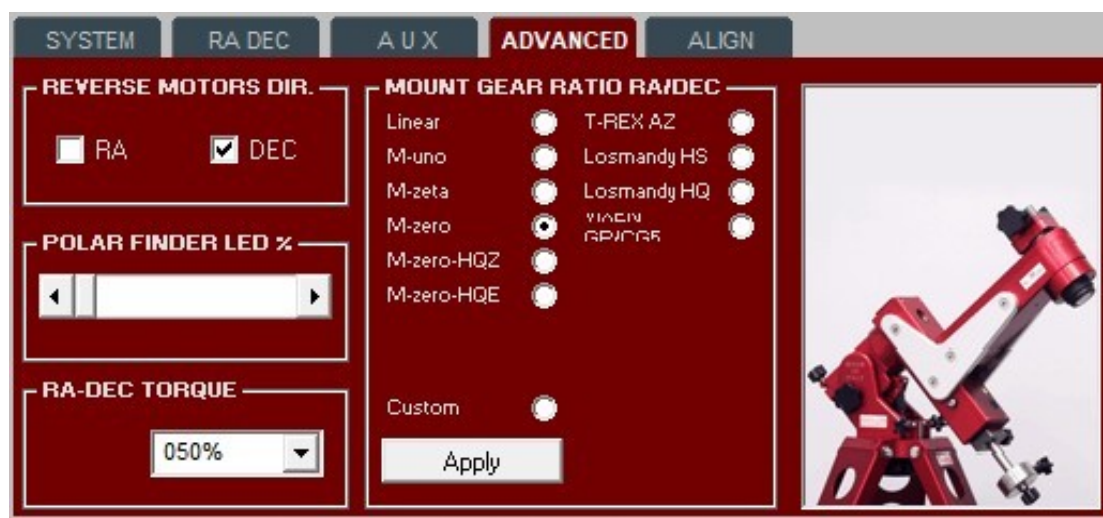 SYSTEM RA DEC A U X ADVANCED ALIGN
REVERSE MOTORS DIR.
RA DEC
POLAR FINDER LED %
RA-DEC TORQUE
050%
MOUNT GEAR RATIO RA/DEC
Linear T-REX AZ
M-uno Losmandy HS
M-zeta Losmandy HQ
M-zero
M-zero-HQZ
M-zero-HQE
Custom
Apply